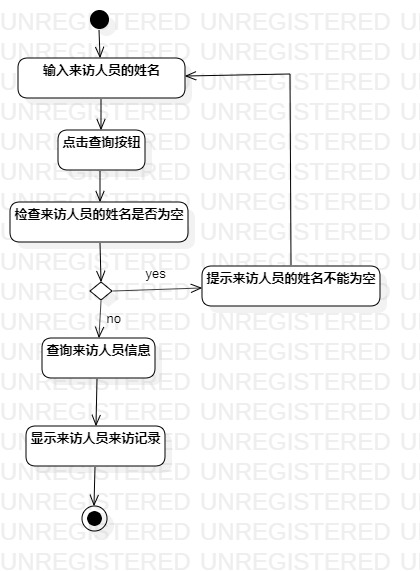 输入来访人员的姓名
点击查询按钮
检查来访人员的姓名是否为空
yes
提示来访人员的姓名不能为空
no
查询来访人员信息
显示来访人员来访记录
UNREGISTERED